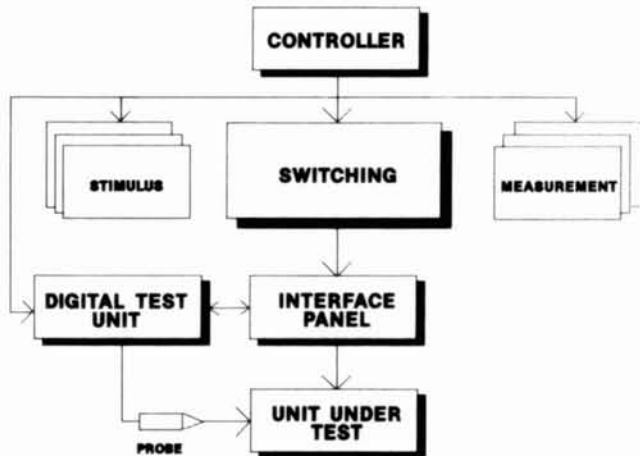 CONTROLLER
STIMULUS
SWITCHING
MEASUREMENT
DIGITAL TEST
UNIT
INTERFACE
PANEL
UNIT UNDER
TEST
PROBE